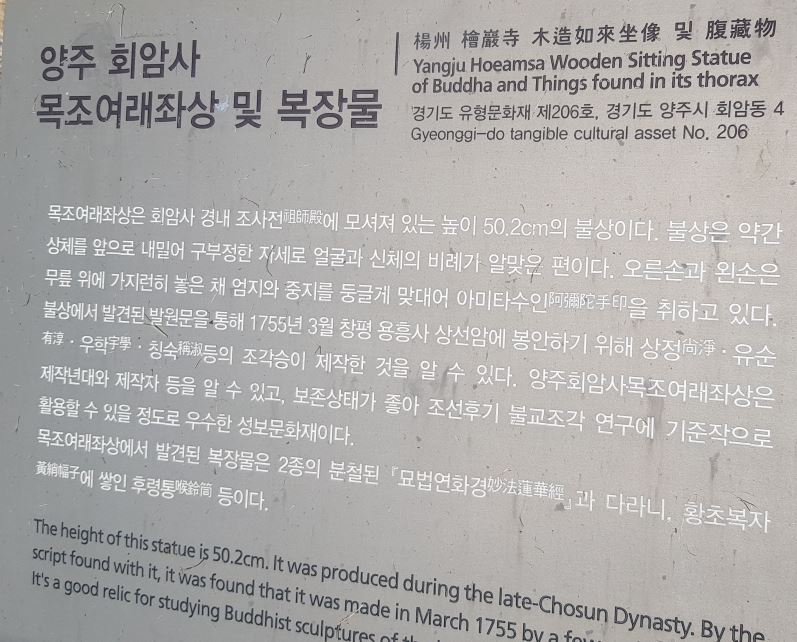 양주 회암사
목조여래좌상 및 복장물
楊州 檜巖寺 木造如來坐像 및 腹藏物
Yangju Hoeamsa Wooden Sitting Statue
of Buddha and Things found in its thorax
경기도 유형문화재 제206호, 경기도 양주시 회암동 4
Gyeonggi-do tangible cultural asset No. 206
목조여래좌상은 회암사 경내 조사전祖師殿에 모셔져 있는 높이 50.2cm의 불상이다. 불상은 약간
상체를 앞으로 내밀어 구부정한 자세로 얼굴과 신체의 비례가 알맞은 편이다. 오른손과 왼손은
무릎 위에 가지런히 놓은 채 엄지와 중지를 둥글게 맞대어 아미타수인阿彌陀手印을 취하고 있다.
불상에서 발견된 발원문을 통해 1755년 3월 창평 용흥사 상선암에 봉안하기 위해 상정尙淨·유순
有淳·우학宇學·칭숙稱淑등의 조각승이 제작한 것을 알 수 있다. 양주회암사목조여래좌상은
제작년대와 제작자 등을 알 수 있고, 보존상태가 좋아 조선후기 불교조각 연구에 기준작으로
활용할 수 있을 정도로 우수한 성보문화재이다.
목조여래좌상에서 발견된 복장물은 2종의 분철된 『묘법연화경妙法蓮華經』과 다라니, 황초복자
黃綃幅子에 쌓인 후령통喉鈴筒 등이다.
The height of this statue is 50.2cm. It was produced during the late-Chosun Dynasty. By the
script found with it, it was found that it was made in March 1755 by a few
It's a good relic for studying Buddhist sculptures of